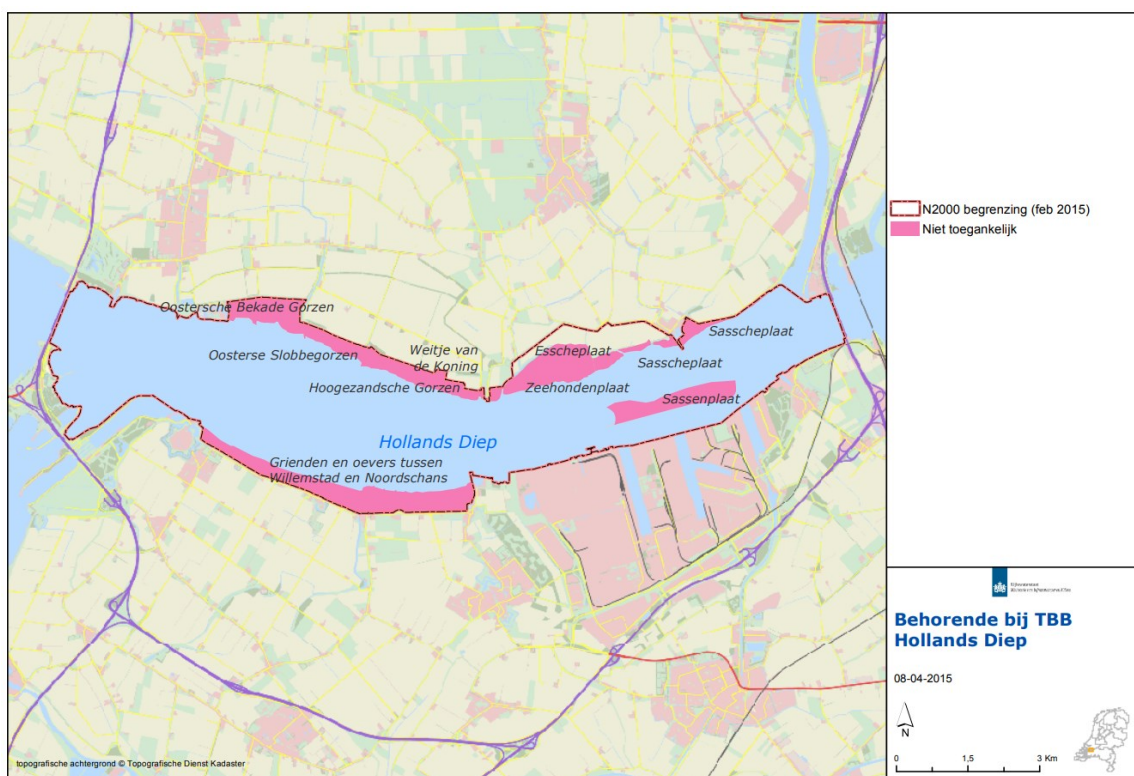 N2000 begrenzing (feb 2015)
Niet toegankelijk
Oostersche Bekade Gorzen
Sasscheplaat
Oosterse Slobbegorzen
Weitje van
de Koning
Esscheplaat
Sasscheplaat
Hoogezandsche Gorzen
Zeehondenplaat
Sassenplaat
Hollands Diep
Grienden en oevers tussen
Willemstad en Noordschans
Behorende bij TBB
Hollands Diep
08-04-2015
N
0 1,5 3 Km
topografische achtergrond © Topografische Dienst Kadaster